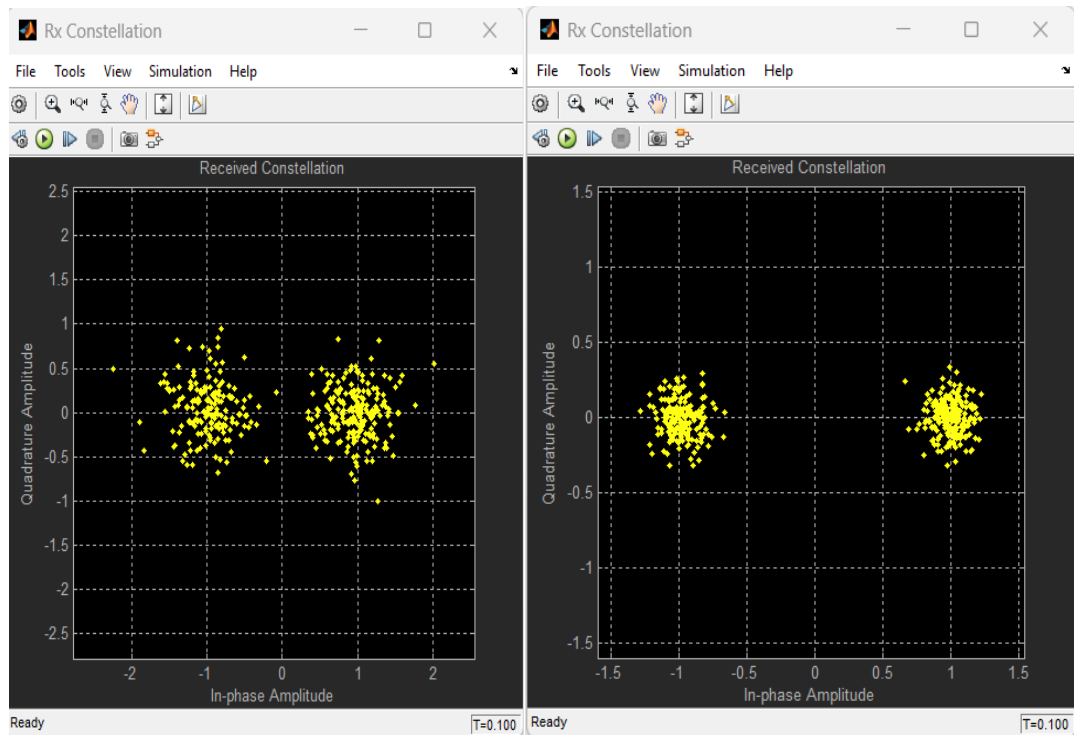 Rx Constellation
File Tools View Simulation Help
Received Constellation
2.5
2
1.5
1
0.5
0
-0.5
-1
-1.5
-2
-2.5
Quadrature Amplitude
-2 -1 0 1 2
In-phase Amplitude
Ready T=0.100
Rx Constellation
File Tools View Simulation Help
Received Constellation
1.5
1
0.5
0
-0.5
-1
-1.5
Quadrature Amplitude
-1.5 -1 -0.5 0 0.5 1 1.5
In-phase Amplitude
Ready T=0.100